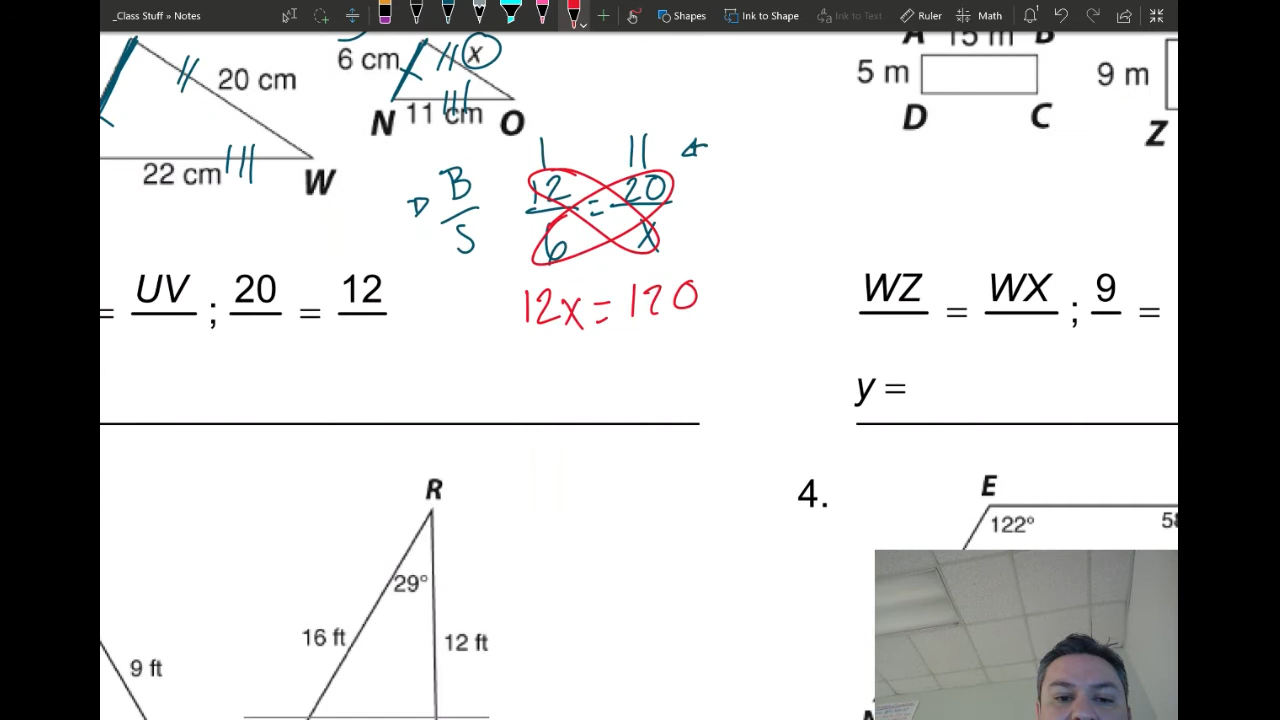 _Class Stuff » Notes
Shapes
Ink to Shape
Ink to Text
Ruler
Math
20 cm
22 cm
W
6 cm
x
N
11 cm
O
B
S
12 = 20
6 x
12x = 120
= UV ; 20 = 12
A 15 m B
5 m
D
C
9 m
Z
WZ = WX ; 9 =
y =
R
29°
16 ft
12 ft
9 ft
4.
E
122°